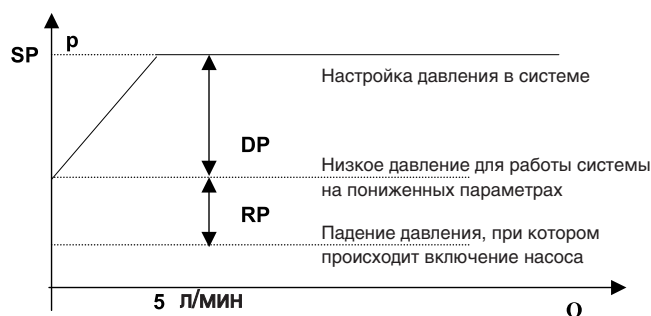 p
SP
Настройка давления в системе
DP
Низкое давление для работы системы
на пониженных параметрах
RP
Падение давления, при котором
происходит включение насоса
5 л/мин
Q